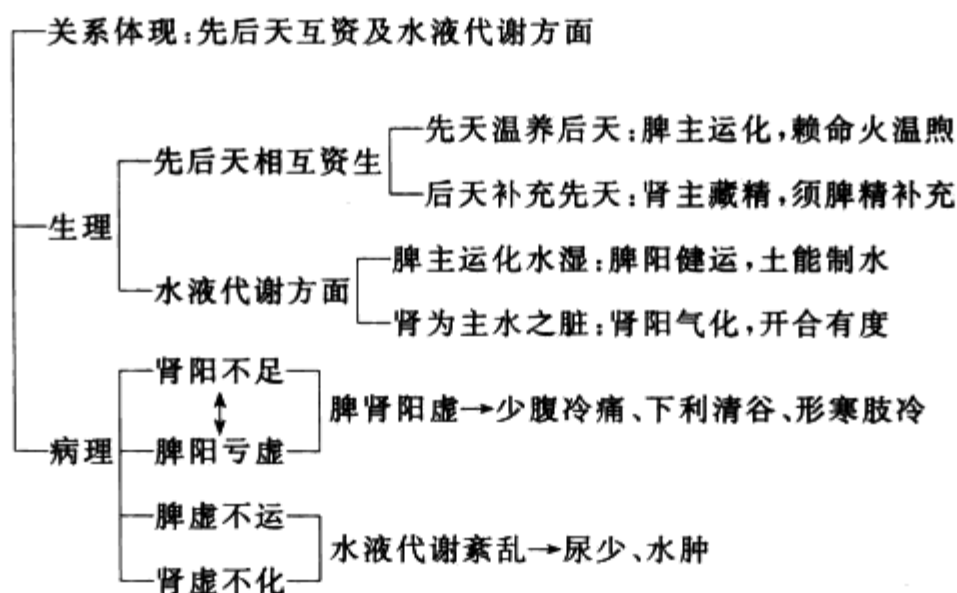 关系体现:先后天互资及水液代谢方面
先天温养后天:脾主运化,赖命火温煦
先后天相互资生
后天补充先天:肾主藏精,须脾精补充
生理
脾主运化水湿:脾阳健运,土能制水
水液代谢方面
肾为主水之脏:肾阳气化,开合有度
肾阳不足
脾肾阳虚→少腹冷痛、下利清谷、形寒肢冷
病理
脾阳亏虚
脾虚不运
水液代谢紊乱→尿少、水肿
肾虚不化